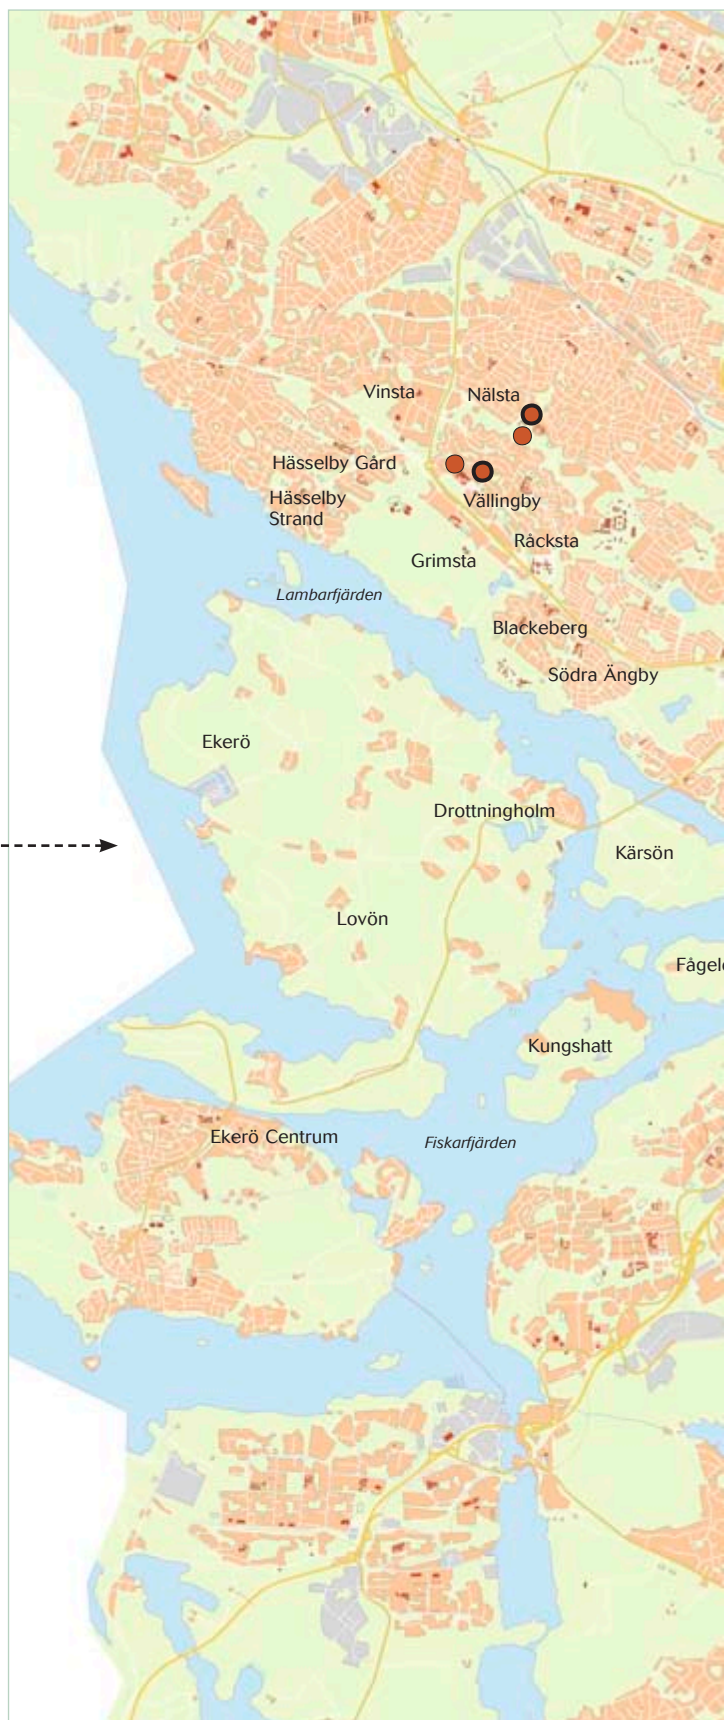 Vinsta
Nälsta
Hässelby Gård
Hässelby
Strand
Vällingby
Råcksta
Grimsta
Lambarfjärden
Blackeberg
Södra Ängby
Ekerö
Drottningholm
Kärsön
Lovön
Fågel
Kungshatt
Ekerö Centrum
Fiskarfjärden